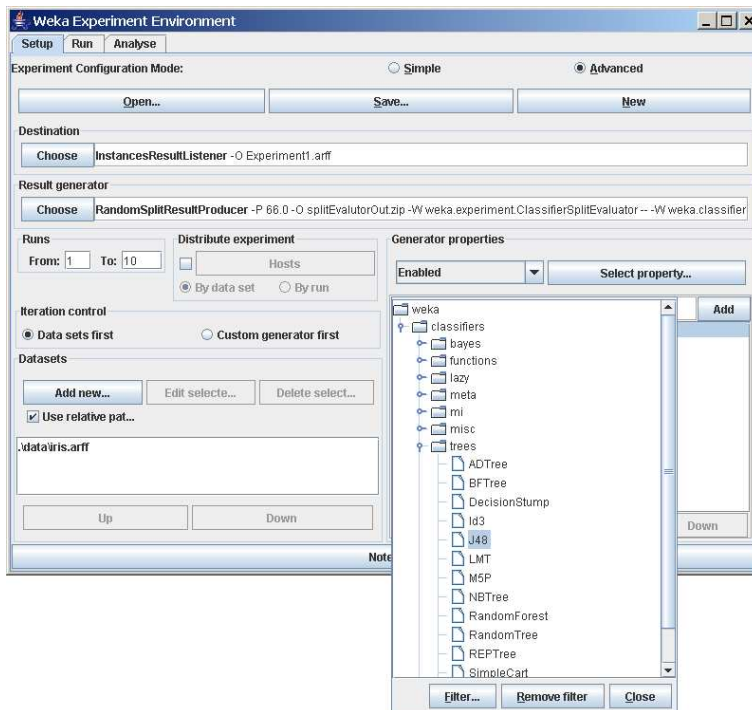 Weka Experiment Environment
Setup Run Analyse
Experiment Configuration Mode: Simple Advanced
Open... Save... New
Destination
Choose InstancesResultListener -O Experiment1.arff
Result generator
Choose RandomSplitResultProducer -P 66.0 -O splitEvalutorOut.zip -W weka.experiment.ClassifierSplitEvaluator -- -W weka.classifier
Runs
From: 1 To: 10
Distribute experiment
Hosts
By data set By run
Generator properties
Enabled Select property...
Add
Iteration control
Data sets first Custom generator first
Datasets
Add new... Edit selecte... Delete select...
Use relative pat...
.\data\iris.arff
Up Down
Down
Note
weka
classifiers
bayes
functions
lazy
meta
mi
misc
trees
ADTree
BFTree
DecisionStump
Id3
J48
LMT
M5P
NBTree
RandomForest
RandomTree
REPTree
SimpleCart
Filter... Remove filter Close